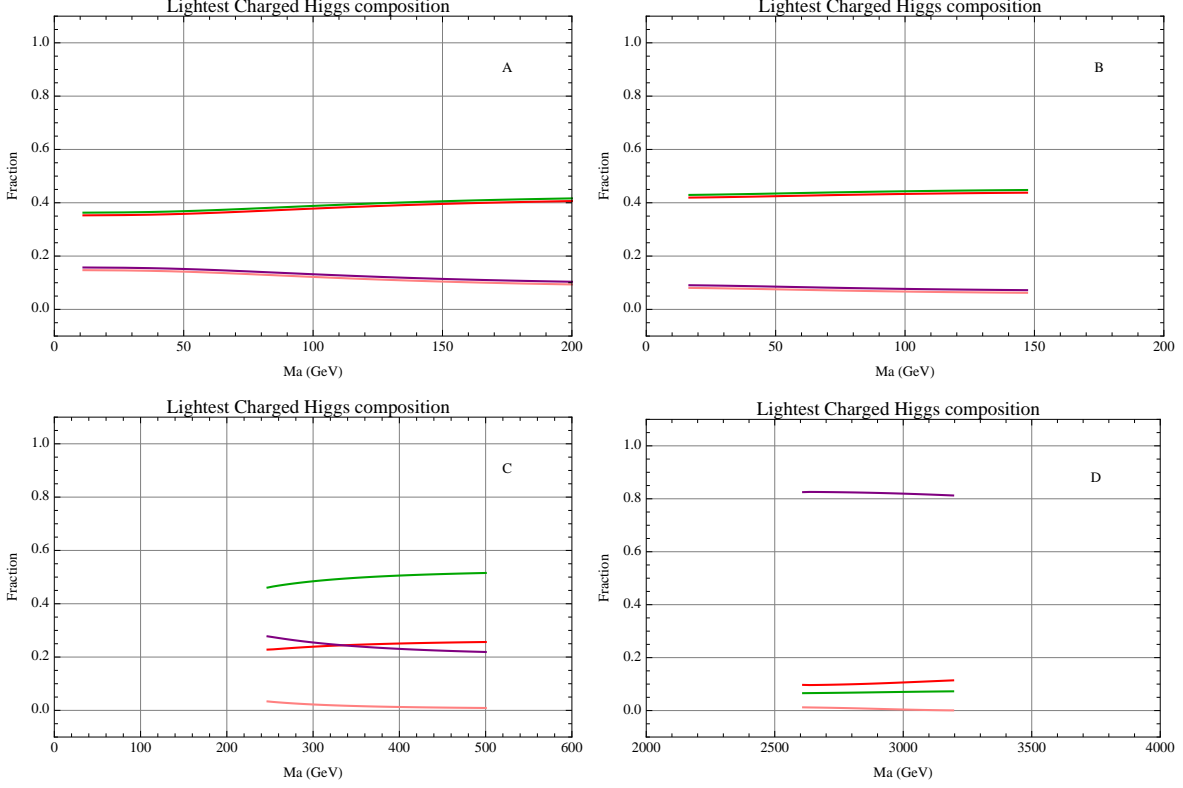 Lightest Charged Higgs composition
1.0
A
0.8
0.6
Fraction
0.4
0.2
0.0
0 50 100 150 200
Ma (GeV)
Lightest Charged Higgs composition
1.0
B
0.8
0.6
Fraction
0.4
0.2
0.0
0 50 100 150 200
Ma (GeV)
Lightest Charged Higgs composition
1.0
C
0.8
0.6
Fraction
0.4
0.2
0.0
0 100 200 300 400 500 600
Ma (GeV)
Lightest Charged Higgs composition
1.0
D
0.8
0.6
Fraction
0.4
0.2
0.0
2000 2500 3000 3500 4000
Ma (GeV)